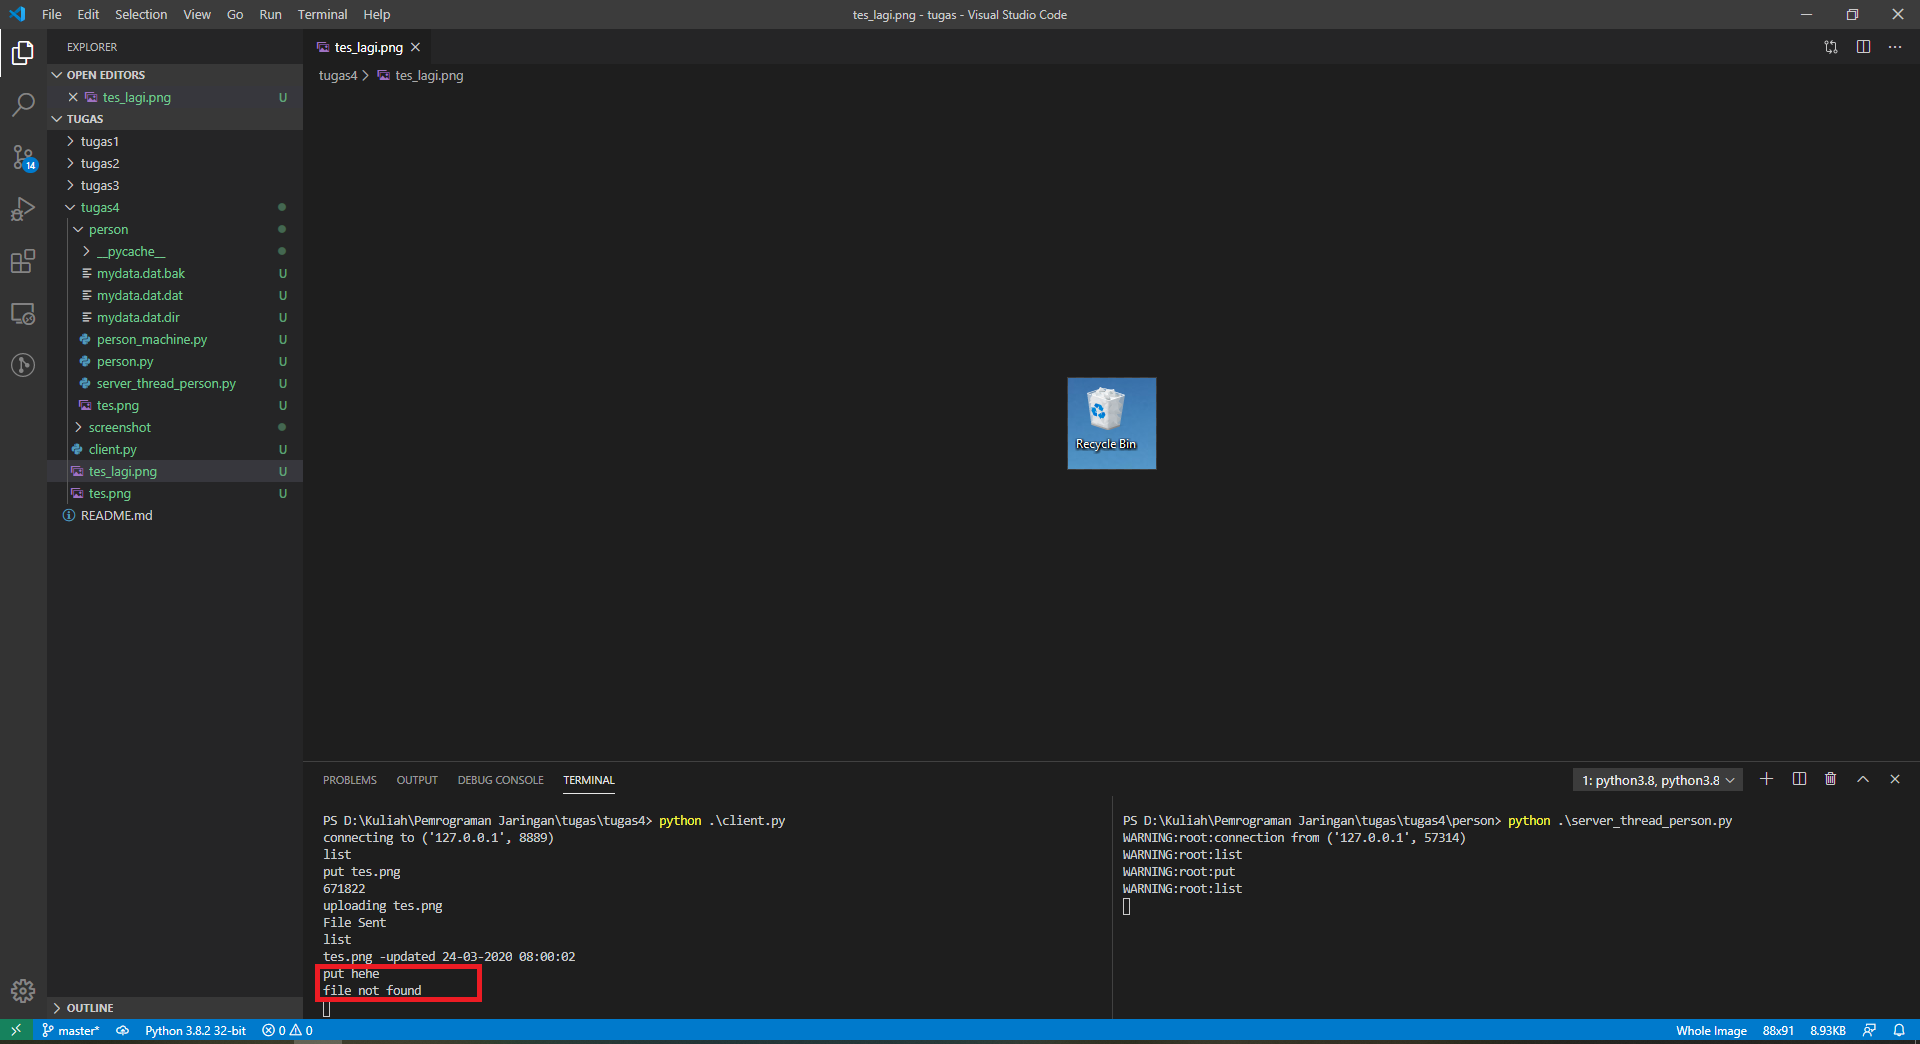 File Edit Selection View Go Run Terminal Help
tes_lagi.png - tugas - Visual Studio Code
EXPLORER
OPEN EDITORS
tes_lagi.png U
TUGAS
tugas1
tugas2
tugas3
tugas4
person
__pycache__
mydata.dat.bak U
mydata.dat.dat U
mydata.dat.dir U
person_machine.py U
person.py U
server_thread_person.py U
tes.png U
screenshot
client.py U
tes_lagi.png U
tes.png U
README.md
OUTLINE
14
tes_lagi.png
tugas4 > tes_lagi.png
Recycle Bin
PROBLEMS OUTPUT DEBUG CONSOLE TERMINAL
1: python3.8, python3.8
PS D:\Kuliah\Pemrograman Jaringan\tugas\tugas4> python .\client.py
connecting to ('127.0.0.1', 8889)
list
put tes.png
671822
uploading tes.png
File Sent
list
tes.png -updated 24-03-2020 08:00:02
put hehe
file not found
PS D:\Kuliah\Pemrograman Jaringan\tugas\tugas4\person> python .\server_thread_person.py
WARNING:root:connection from ('127.0.0.1', 57314)
WARNING:root:list
WARNING:root:put
WARNING:root:list
master* Python 3.8.2 32-bit 0 0
Whole Image 88x91 8.93KB